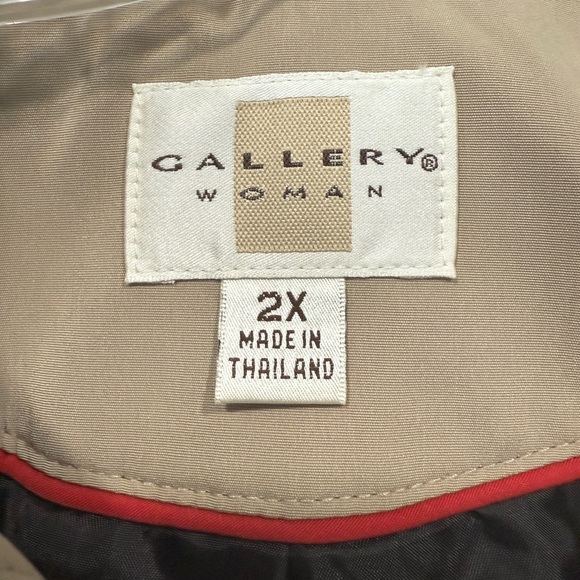 GALLERY®
WOMAN
2X
MADE IN
THAILAND